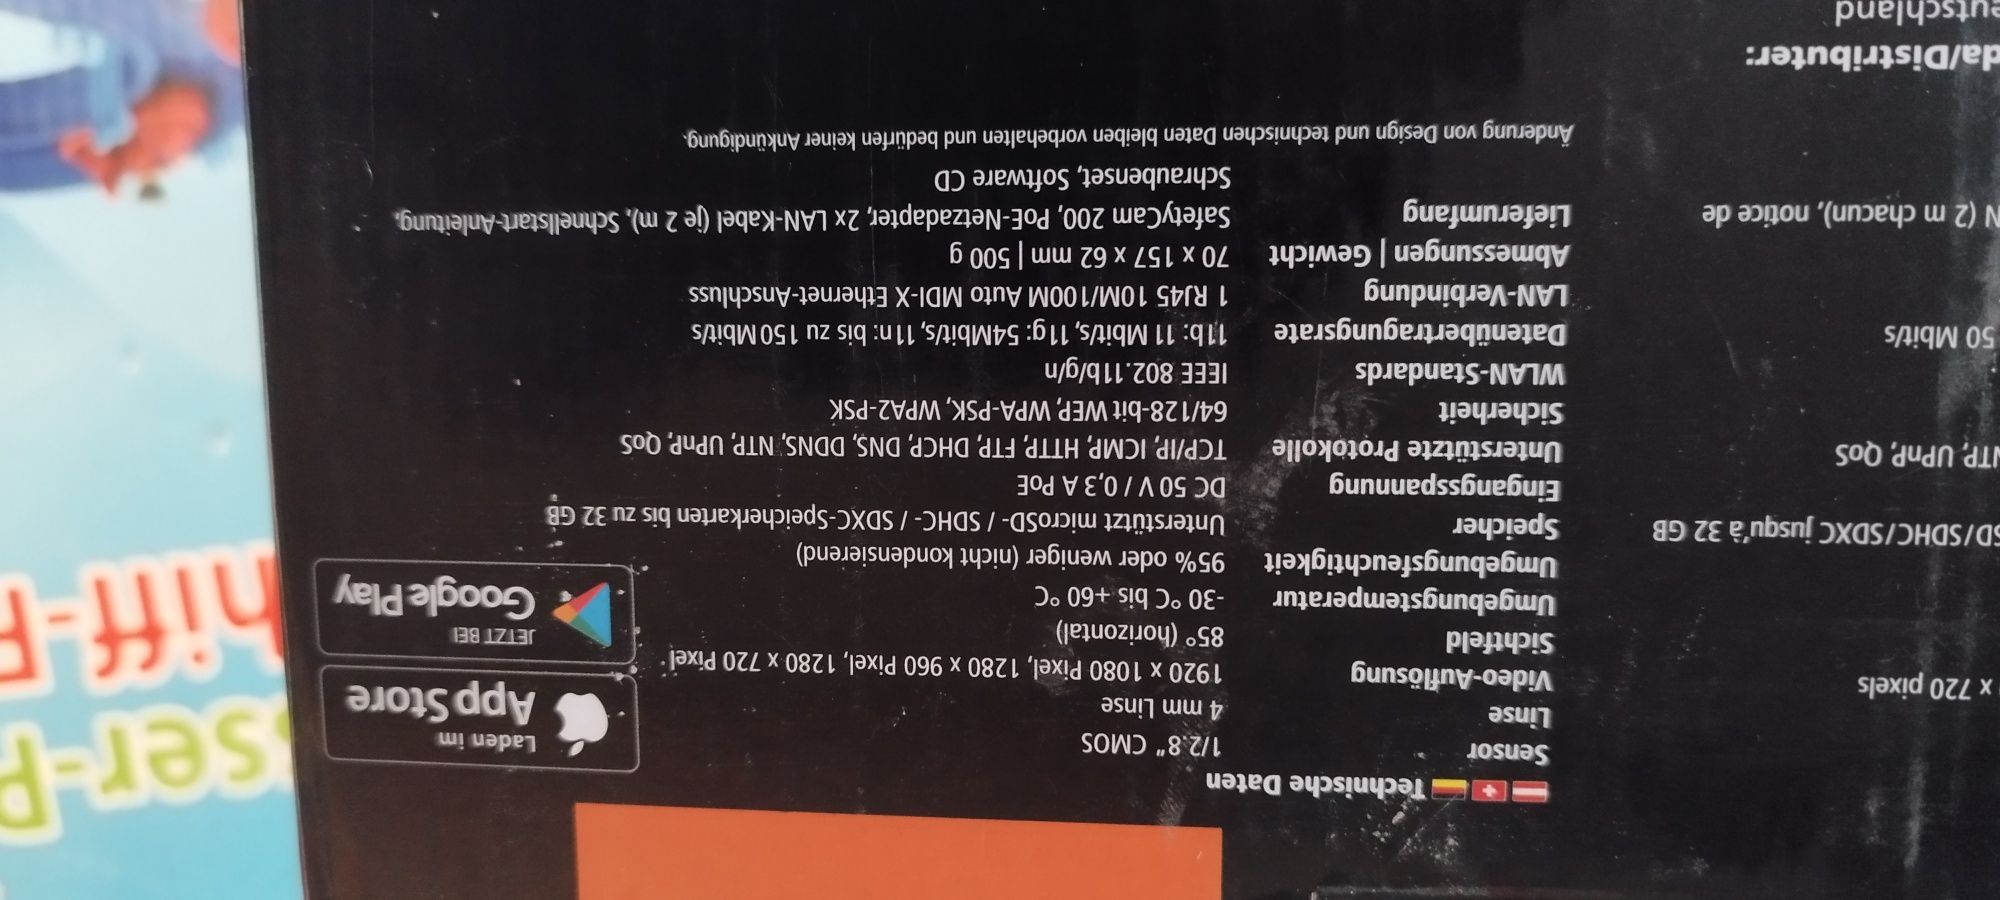 Technische Daten
Sensor 1/2.8" CMOS
Linse 4 mm Linse
Video-Auflösung 1920 x 1080 Pixel, 1280 x 960 Pixel, 1280 x 720 Pixel
Sichtfeld 85° (horizontal)
Umgebungstemperatur -30 °C bis +60 °C
Umgebungsfeuchtigkeit 95% oder weniger (nicht kondensierend)
Speicher Unterstützt microSD- / SDHC- / SDXC-Speicherkarten bis zu 32 GB
Eingangsspannung DC 50 V / 0,3 A PoE
Unterstützte Protokolle TCP/IP, ICMP, HTTP, FTP, DHCP, DNS, DDNS, NTP, UPnP, QoS
Sicherheit 64/128-bit WEP, WPA-PSK, WPA2-PSK
WLAN-Standards IEEE 802.11b/g/n
Datenübertragungsrate 11b: 11 Mbit/s, 11g: 54Mbit/s, 11n: bis zu 150Mbit/s
LAN-Verbindung 1 RJ45 10M/100M Auto MDI-X Ethernet-Anschluss
Abmessungen | Gewicht 70 x 157 x 62 mm | 500 g
Lieferumfang SafetyCam 200, PoE-Netzadapter, 2x LAN-Kabel (je 2 m), Schnellstart-Anleitung,
Schraubenset, Software CD
Änderung von Design und technischen Daten bleiben vorbehalten und bedürfen keiner Ankündigung.
Laden im
App Store
JETZT BEI
Google Play
x 720 pixels
SD/SDHC/SDXC jusqu'à 32 GB
NTP, UPnP, QoS
50 Mbit/s
N (2 m chacun), notice de
da/Distributer:
eutschland
sser-P
hiff-F